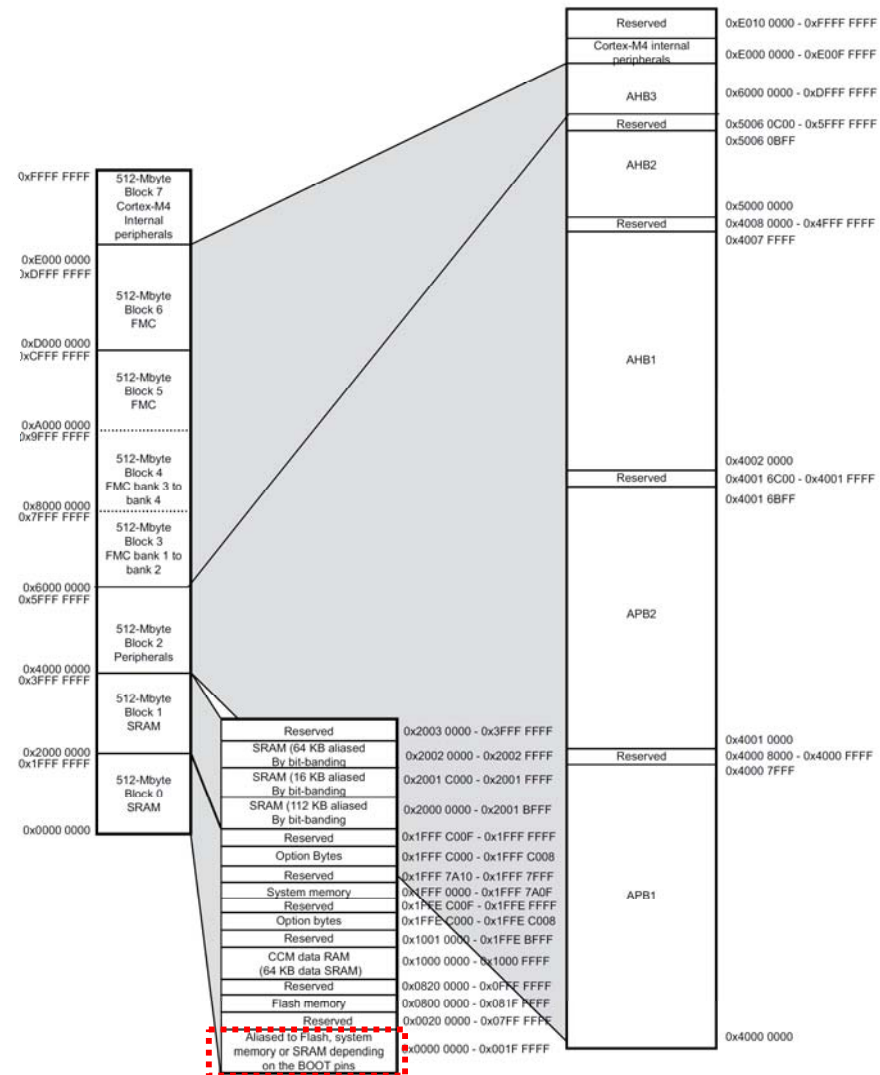 0xFFFF FFFF
512-Mbyte
Block 7
Cortex-M4
Internal
peripherals
0xE000 0000
0xDFFF FFFF
512-Mbyte
Block 6
FMC
0xD000 0000
0xCFFF FFFF
512-Mbyte
Block 5
FMC
0xA000 0000
0x9FFF FFFF
512-Mbyte
Block 4
FMC bank 3 to
bank 4
0x8000 0000
0x7FFF FFFF
512-Mbyte
Block 3
FMC bank 1 to
bank 2
0x6000 0000
0x5FFF FFFF
512-Mbyte
Block 2
Peripherals
0x4000 0000
0x3FFF FFFF
512-Mbyte
Block 1
SRAM
0x2000 0000
0x1FFF FFFF
512-Mbyte
Block 0
SRAM
0x0000 0000
Reserved 0x2003 0000 - 0x3FFF FFFF
SRAM (64 KB aliased
By bit-banding
0x2002 0000 - 0x2002 FFFF
SRAM (16 KB aliased
By bit-banding
0x2001 C000 - 0x2001 FFFF
SRAM (112 KB aliased
By bit-banding
0x2000 0000 - 0x2001 BFFF
Reserved 0x1FFF C00F - 0x1FFF FFFF
Option Bytes 0x1FFF C000 - 0x1FFF C008
Reserved 0x1FFF 7A10 - 0x1FFF 7FFF
System memory 0x1FFF 0000 - 0x1FFF 7A0F
Reserved 0x1FFE C00F - 0x1FFE FFFF
Option bytes 0x1FFE C000 - 0x1FFE C008
Reserved 0x1001 0000 - 0x1FFE BFFF
CCM data RAM
(64 KB data SRAM)
0x1000 0000 - 0x1000 FFFF
Reserved 0x0820 0000 - 0x0FFF FFFF
Flash memory 0x0800 0000 - 0x081F FFFF
Reserved 0x0020 0000 - 0x07FF FFFF
Aliased to Flash, system
memory or SRAM depending
on the BOOT pins
0x0000 0000 - 0x001F FFFF
Reserved 0xE010 0000 - 0xFFFF FFFF
Cortex-M4 internal
peripherals
0xE000 0000 - 0xE00F FFFF
AHB3 0x6000 0000 - 0xDFFF FFFF
Reserved 0x5006 0C00 - 0x5FFF FFFF
0x5006 0BFF
AHB2
0x5000 0000
Reserved 0x4008 0000 - 0x4FFF FFFF
0x4007 FFFF
AHB1
0x4002 0000
Reserved 0x4001 6C00 - 0x4001 FFFF
0x4001 6BFF
APB2
0x4001 0000
Reserved 0x4000 8000 - 0x4000 FFFF
0x4000 7FFF
APB1
0x4000 0000